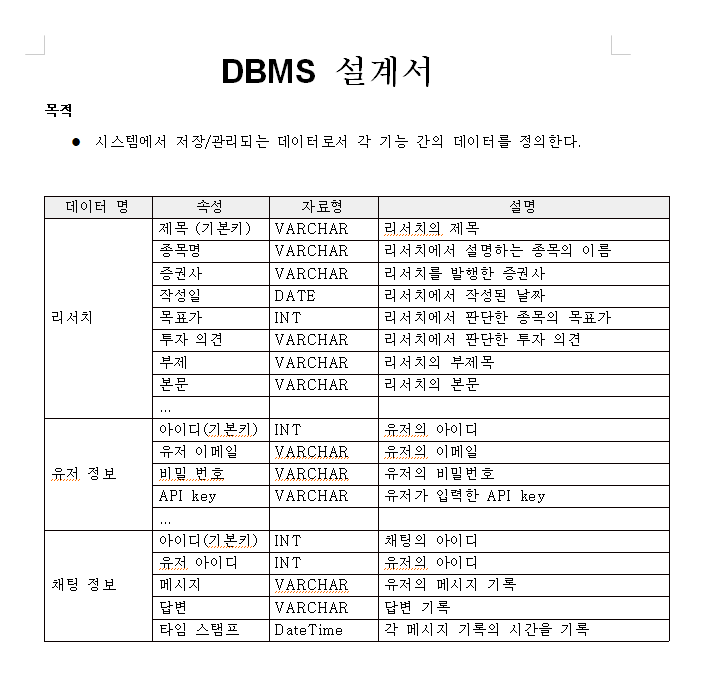 DBMS 설계서
목적
● 시스템에서 저장/관리되는 데이터로서 각 기능 간의 데이터를 정의한다.
데이터 명 속성 자료형 설명
리서치
제목 (기본키) VARCHAR 리서치의 제목
종목명 VARCHAR 리서치에서 설명하는 종목의 이름
증권사 VARCHAR 리서치를 발행한 증권사
작성일 DATE 리서치에서 작성된 날짜
목표가 INT 리서치에서 판단한 종목의 목표가
투자 의견 VARCHAR 리서치에서 판단한 투자 의견
부제 VARCHAR 리서치의 부제목
본문 VARCHAR 리서치의 본문
...
유저 정보
아이디(기본키) INT 유저의 아이디
유저 이메일 VARCHAR 유저의 이메일
비밀 번호 VARCHAR 유저의 비밀번호
API key VARCHAR 유저가 입력한 API key
...
채팅 정보
아이디(기본키) INT 채팅의 아이디
유저 아이디 INT 유저의 아이디
메시지 VARCHAR 유저의 메시지 기록
답변 VARCHAR 답변 기록
타임 스탬프 DateTime 각 메시지 기록의 시간을 기록